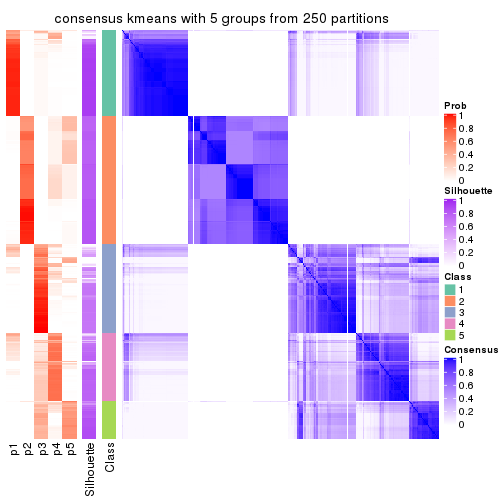 consensus kmeans with 5 groups from 250 partitions
Prob
1
0.8
0.6
0.4
0.2
0
Silhouette
1
0.8
0.6
0.4
0.2
0
Class
1
2
3
4
5
Consensus
1
0.8
0.6
0.4
0.2
0
p1
p2
p3
p4
p5
Silhouette
Class